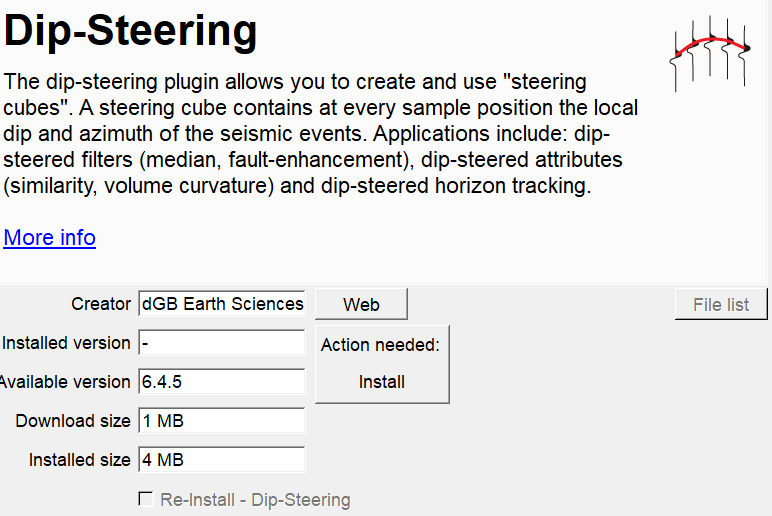 Dip-Steering
The dip-steering plugin allows you to create and use "steering
cubes". A steering cube contains at every sample position the local
dip and azimuth of the seismic events. Applications include: dip-
steered filters (median, fault-enhancement), dip-steered attributes
(similarity, volume curvature) and dip-steered horizon tracking.
More info
Creator dGB Earth Sciences Web File list
Installed version - Action needed:
Available version 6.4.5 Install
Download size 1 MB
Installed size 4 MB
Re-Install - Dip-Steering